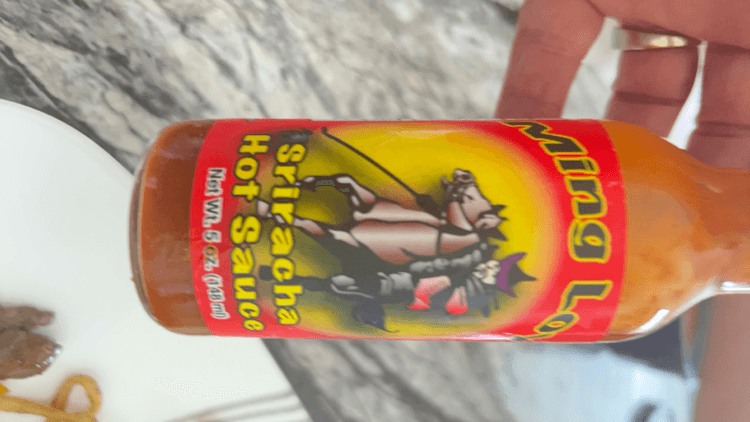 Ming Lo
Sriracha
Hot Sauce
Net Wt. 5 oz. (148 ml)